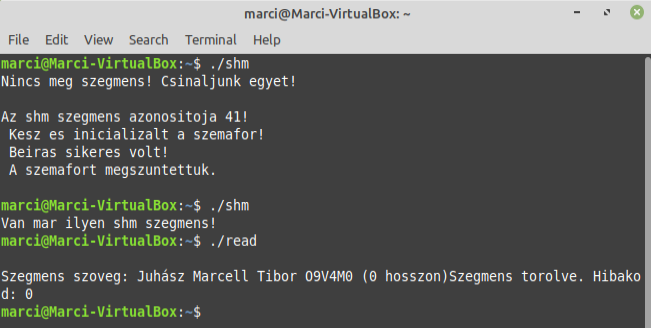 marci@Marci-VirtualBox: ~
File Edit View Search Terminal Help
marci@Marci-VirtualBox:~$ ./shm
Nincs meg szegmens! Csinaljunk egyet!
Az shm szegmens azonositoja 41!
Kesz es inicializalt a szemafor!
Beiras sikeres volt!
A szemafort megszuntettuk.
marci@Marci-VirtualBox:~$ ./shm
Van mar ilyen shm szegmens!
marci@Marci-VirtualBox:~$ ./read
Szegmens szoveg: Juhász Marcell Tibor O9V4M0 (0 hosszon)Szegmens torolve. Hibako
d: 0
marci@Marci-VirtualBox:~$